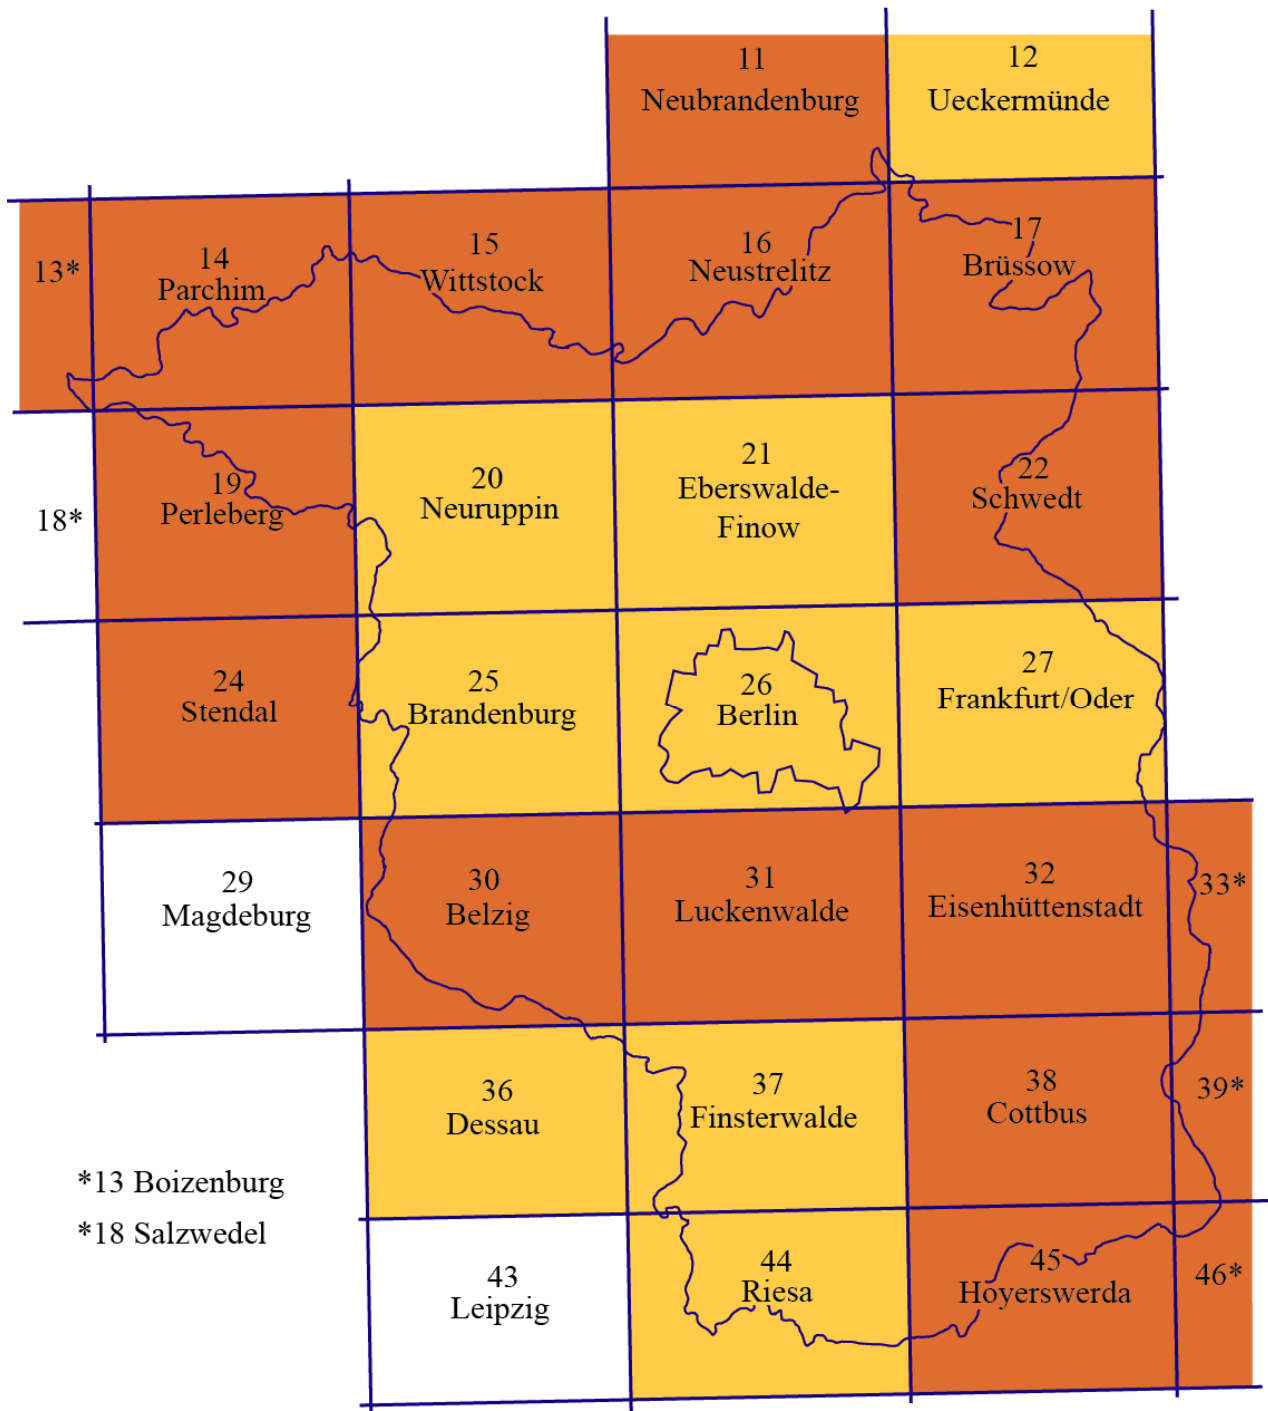 11
Neubrandenburg
12
Ueckermünde
13*
14
Parchim
15
Wittstock
16
Neustrelitz
17
Brüssow
18*
19
Perleberg
20
Neuruppin
21
Eberswalde-
Finow
22
Schwedt
24
Stendal
25
Brandenburg
26
Berlin
27
Frankfurt/Oder
29
Magdeburg
30
Belzig
31
Luckenwalde
32
Eisenhüttenstadt
33*
36
Dessau
37
Finsterwalde
38
Cottbus
39*
*13 Boizenburg
*18 Salzwedel
43
Leipzig
44
Riesa
45
Hoyerswerda
46*